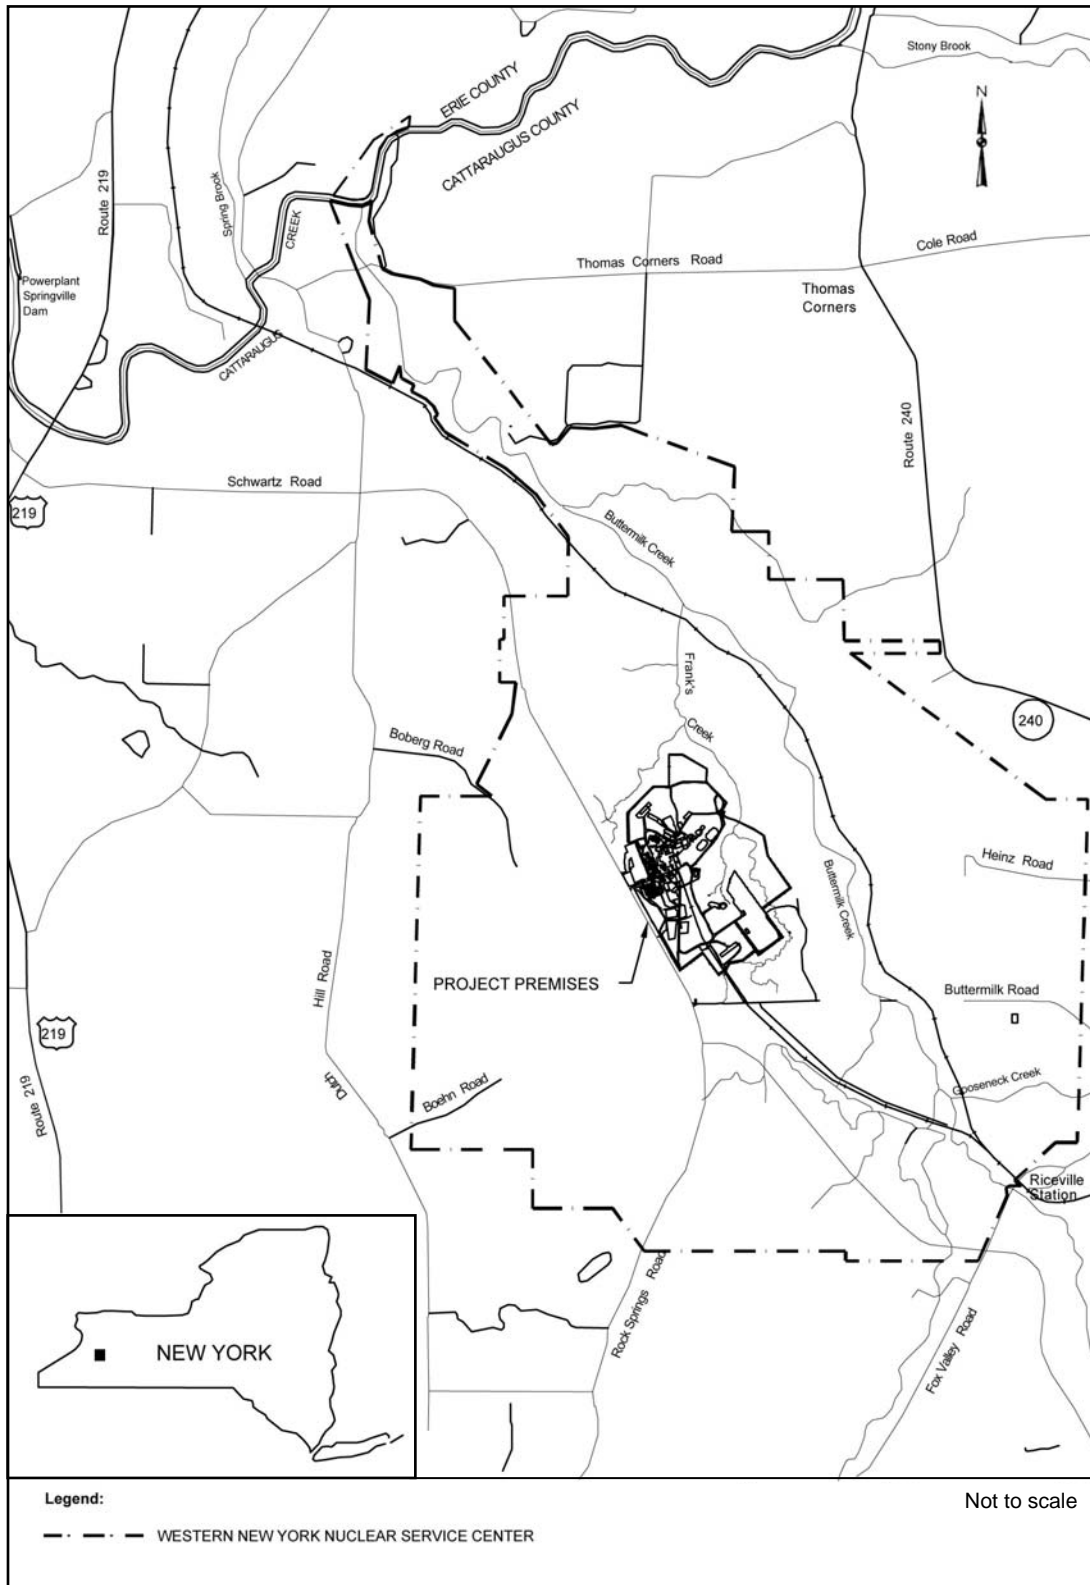 Stony Brook
N
ERIE COUNTY
CATTARAUGUS COUNTY
Route 219
Spring Brook
CREEK
Cole Road
Thomas Corners Road
Powerplant
Springville
Dam
Thomas
Corners
CATTARAUGUS
Route 240
Schwartz Road
219
Buttermilk Creek
Frank's
Creek
240
Boberg Road
Heinz Road
Buttermilk Creek
Hill Road
Dutch
PROJECT PREMISES
Buttermilk Road
219
Route 219
Boehn Road
Gooseneck Creek
Riceville
Station
Rock Springs Road
Fox Valley Road
NEW YORK
Legend:
Not to scale
WESTERN NEW YORK NUCLEAR SERVICE CENTER